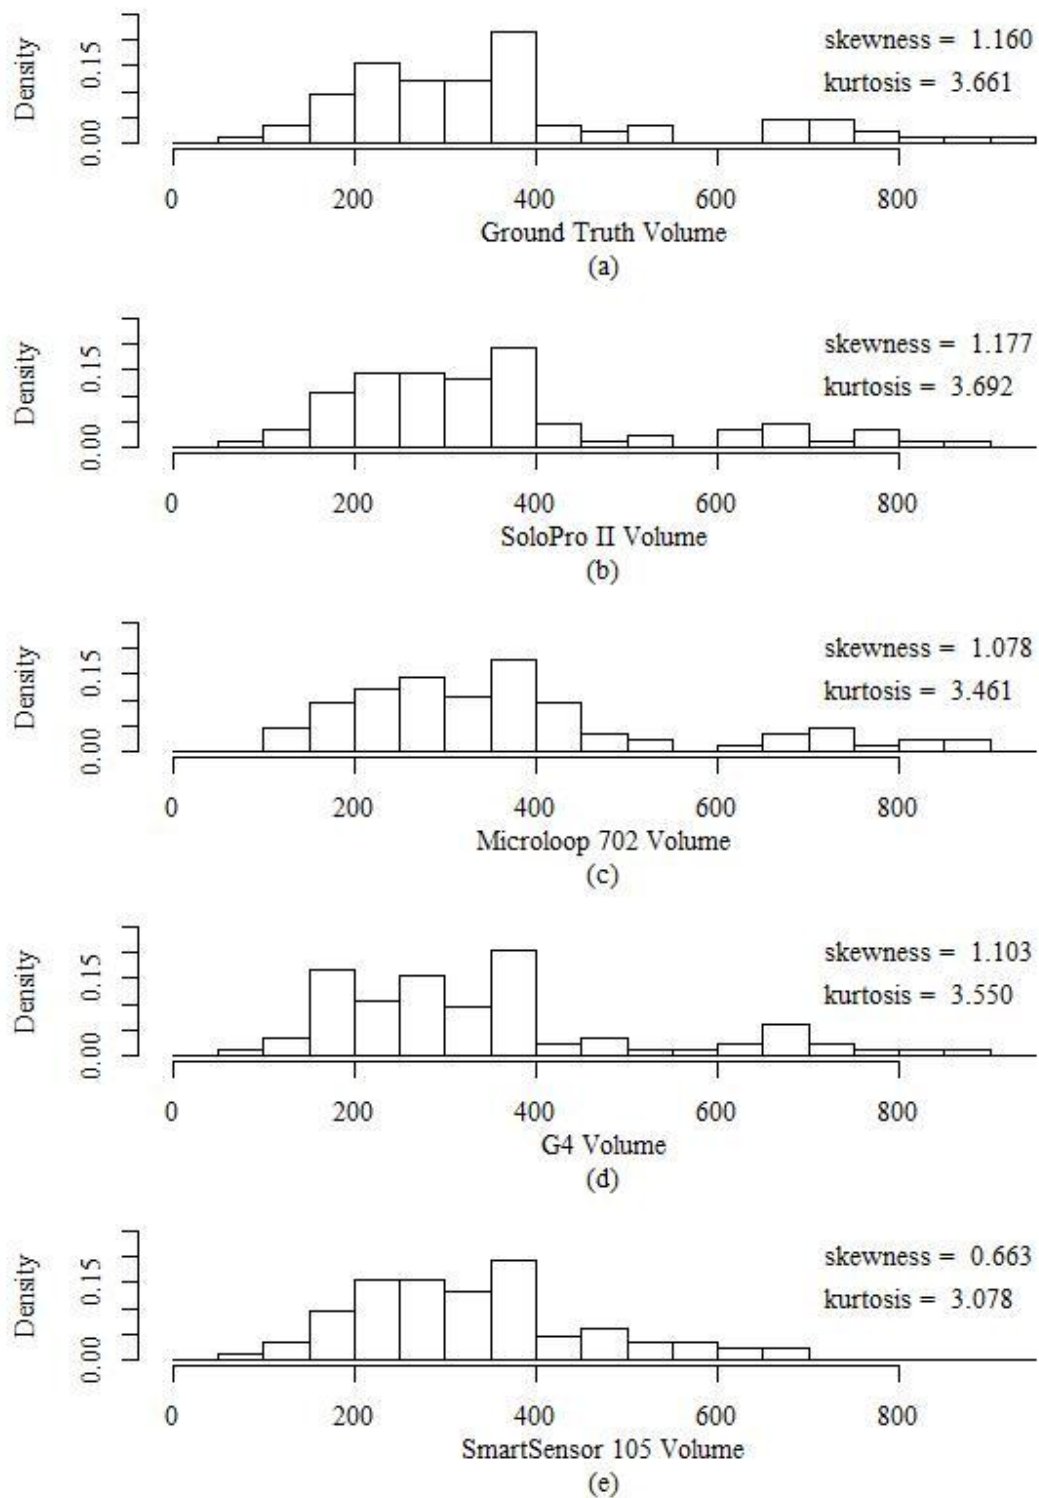 Density
0.00 0.15
skewness = 1.160
kurtosis = 3.661
0 200 400 600 800
Ground Truth Volume
(a)
Density
0.00 0.15
skewness = 1.177
kurtosis = 3.692
0 200 400 600 800
SoloPro II Volume
(b)
Density
0.00 0.15
skewness = 1.078
kurtosis = 3.461
0 200 400 600 800
Microloop 702 Volume
(c)
Density
0.00 0.15
skewness = 1.103
kurtosis = 3.550
0 200 400 600 800
G4 Volume
(d)
Density
0.00 0.15
skewness = 0.663
kurtosis = 3.078
0 200 400 600 800
SmartSensor 105 Volume
(e)